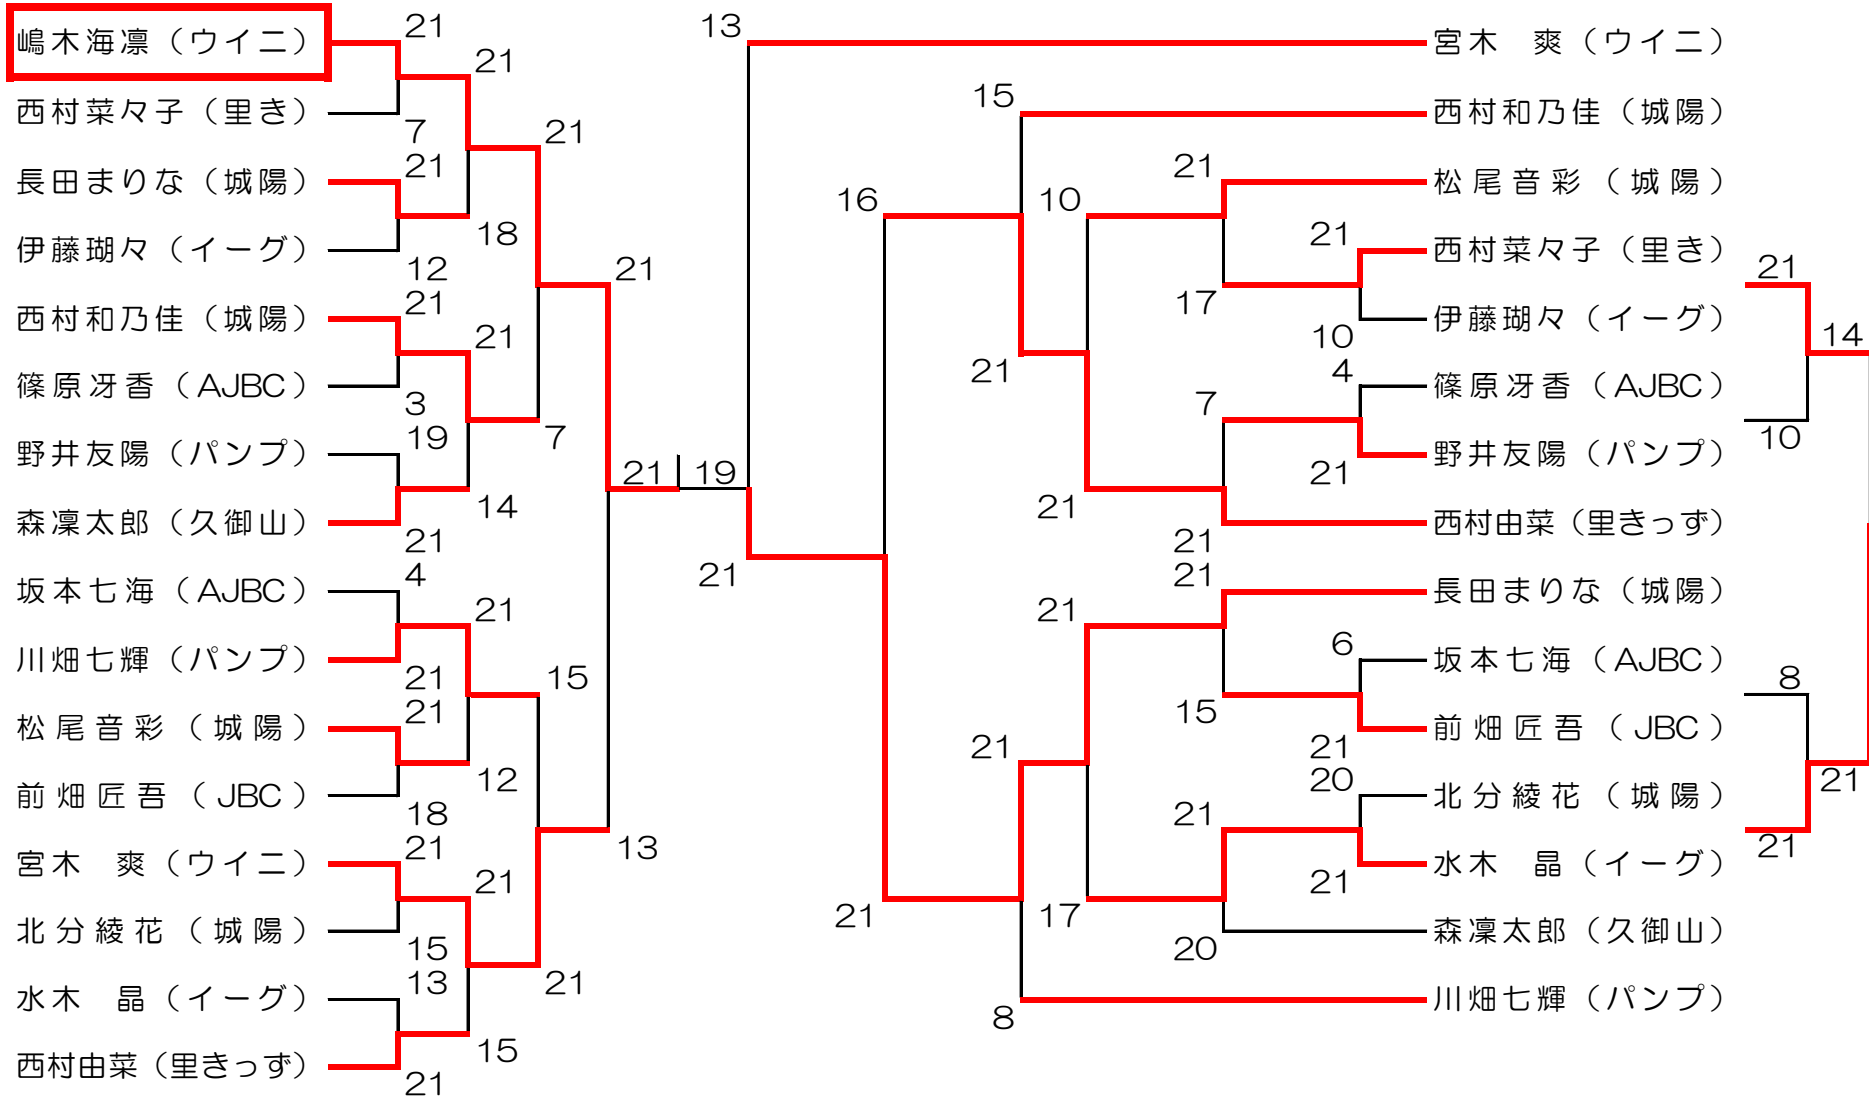 嶋木海凛（ウイニ）
西村菜々子（里き）
長田まりな（城陽）
伊藤瑚々（イーグ）
西村和乃佳（城陽）
篠原冴香（AJBC）
野井友陽（パンプ）
森凜太郎（久御山）
坂本七海（AJBC）
川畑七輝（パンプ）
松尾音彩（城陽）
前畑匠吾（JBC）
宮木　爽（ウイニ）
北分綾花（城陽）
水木　晶（イーグ）
西村由菜（里きっず）
21
7
21
12
21
3
19
21
4
21
21
18
21
15
13
21
21
18
21
14
21
12
21
15
21
7
15
21
21
13
21
19
13
21
16
21
15
21
21
8
10
21
21
17
21
17
7
21
21
15
21
20
21
10
4
21
6
21
20
21
宮木　爽（ウイニ）
西村和乃佳（城陽）
松尾音彩（城陽）
西村菜々子（里き）
伊藤瑚々（イーグ）
篠原冴香（AJBC）
野井友陽（パンプ）
西村由菜（里きっず）
長田まりな（城陽）
坂本七海（AJBC）
前畑匠吾（JBC）
北分綾花（城陽）
水木　晶（イーグ）
森凜太郎（久御山）
川畑七輝（パンプ）
21
10
8
21
14
21